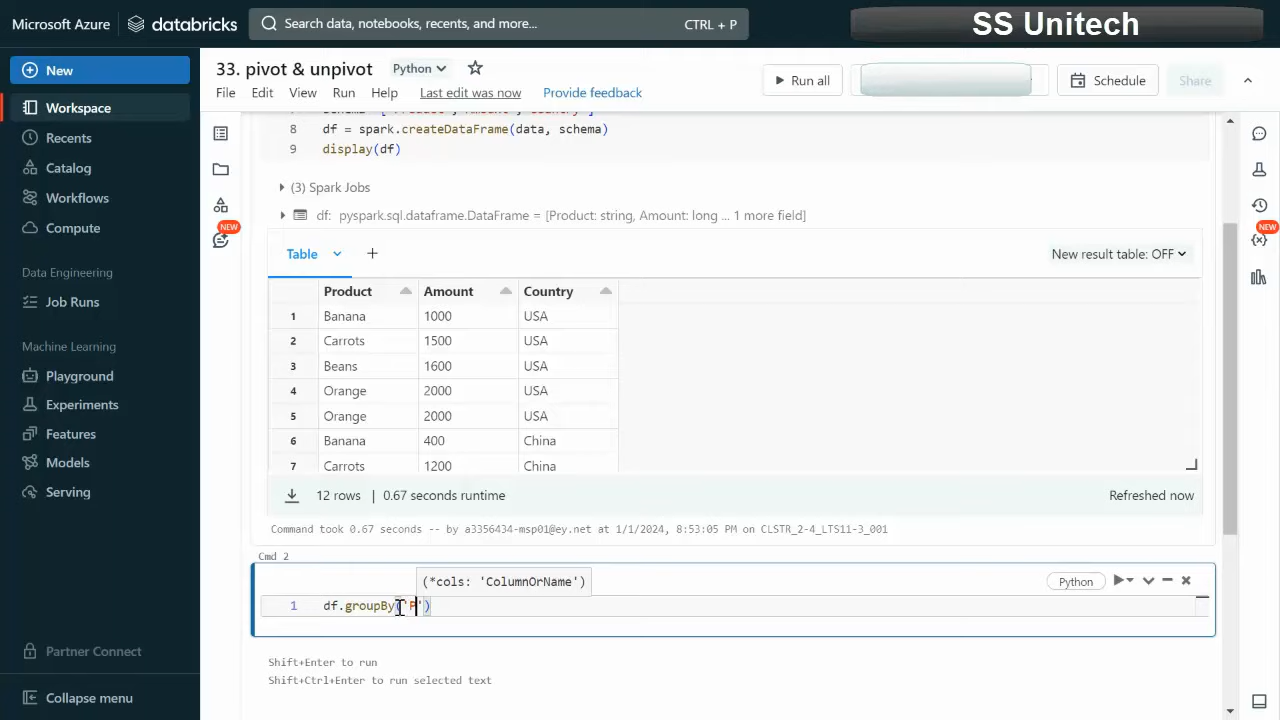 Microsoft Azure databricks Search data, notebooks, recents, and more... CTRL + P SS Unitech
New
Workspace
Recents
Catalog
Workflows
Compute
Data Engineering
Job Runs
Machine Learning
Playground
Experiments
Features
Models
Serving
Partner Connect
Collapse menu
33. pivot & unpivot Python
Run all Schedule Share
File Edit View Run Help Last edit was now Provide feedback
NEW
NEW
8 df = spark.createDataFrame(data, schema)
9 display(df)
(3) Spark Jobs
df: pyspark.sql.dataframe.DataFrame = [Product: string, Amount: long ... 1 more field]
Table + New result table: OFF
Product Amount Country
1 Banana 1000 USA
2 Carrots 1500 USA
3 Beans 1600 USA
4 Orange 2000 USA
5 Orange 2000 USA
6 Banana 400 China
7 Carrots 1200 China
12 rows | 0.67 seconds runtime Refreshed now
Command took 0.67 seconds -- by a3356434-msp01@ey.net at 1/1/2024, 8:53:05 PM on CLSTR_2-4_LTS11-3_001
Cmd 2
(*cols: 'ColumnOrName')
Python
1 df.groupBy('P')
Shift+Enter to run
Shift+Ctrl+Enter to run selected text